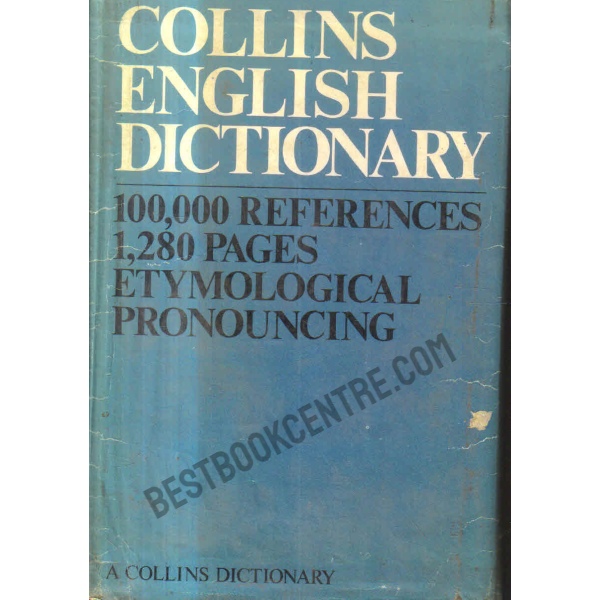 COLLINS
ENGLISH
DICTIONARY
100,000 REFERENCES
1,280 PAGES
ETYMOLOGICAL
PRONOUNCING
BESTBOOKCENTRE.COM
A COLLINS DICTIONARY